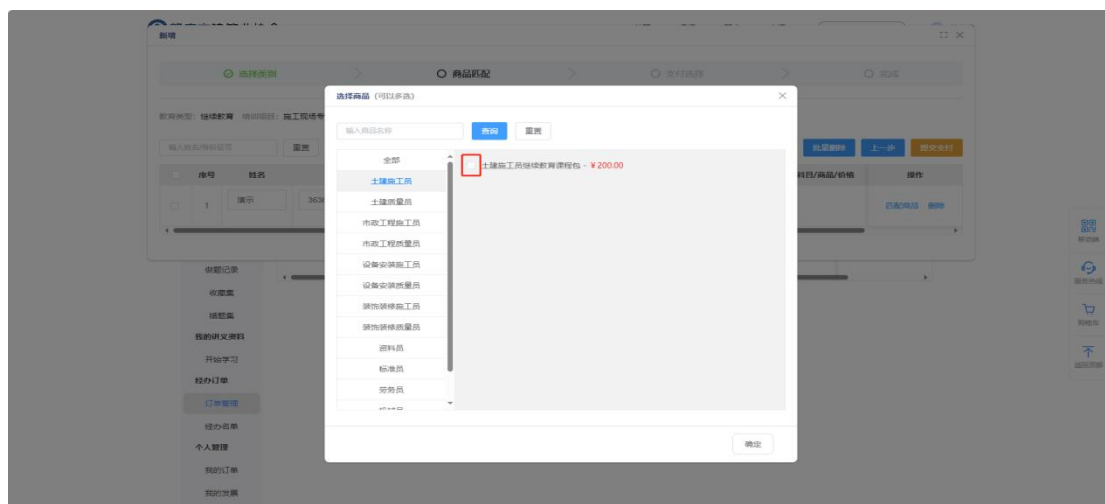 新增
选择类别
商品匹配
支付选择
完成
教育类型：继续教育 培训项目：施工现场专
输入姓名/身份证号
重置
批量删除
上一步
提交支付
序号
姓名
科目/商品/价格
操作
1
演示
3636
匹配商品
删除
选择商品 (可以多选)
输入商品名称
查询
重置
全部
土建施工员
土建质量员
市政工程施工员
市政工程质量员
设备安装施工员
设备安装质量员
装饰装修施工员
装饰装修质量员
资料员
标准员
劳务员
土建施工员继续教育课程包 - ￥200.00
确定
做题记录
收藏集
错题集
我的讲义资料
开始学习
经办订单
订单管理
经办名单
个人管理
我的订单
我的发票
移动端
服务热线
购物车
返回顶部